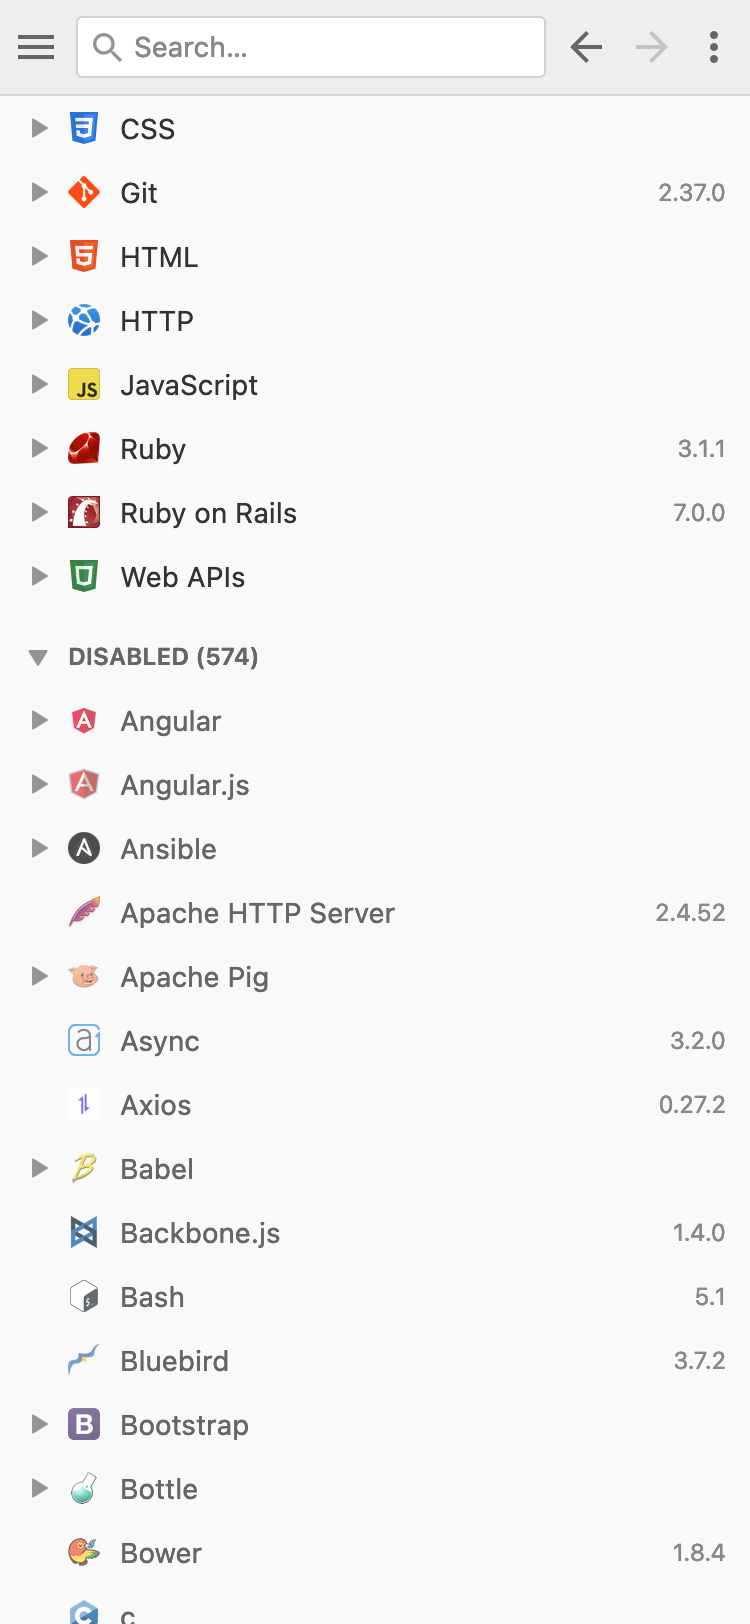 Search...
CSS
Git 2.37.0
HTML
HTTP
JavaScript
Ruby 3.1.1
Ruby on Rails 7.0.0
Web APIs
DISABLED (574)
Angular
Angular.js
Ansible
Apache HTTP Server 2.4.52
Apache Pig
Async 3.2.0
Axios 0.27.2
Babel
Backbone.js 1.4.0
Bash 5.1
Bluebird 3.7.2
Bootstrap
Bottle
Bower 1.8.4
c